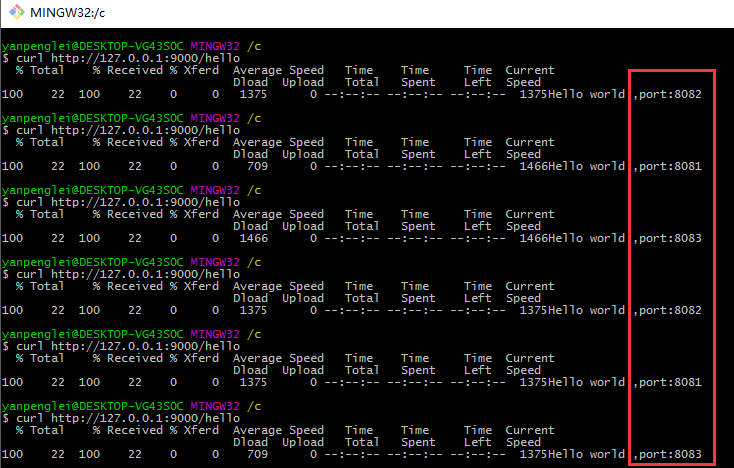 MINGW32:/c
yanpenglei@DESKTOP-VG43SOC MINGW32 /c
$ curl http://127.0.0.1:9000/hello
  % Total    % Received % Xferd  Average Speed   Time    Time     Time  Current
                                 Dload  Upload   Total   Spent    Left  Speed
100    22  100    22    0     0   1375      0 --:--:-- --:--:-- --:--:--  1375Hello world ,port:8082
yanpenglei@DESKTOP-VG43SOC MINGW32 /c
$ curl http://127.0.0.1:9000/hello
  % Total    % Received % Xferd  Average Speed   Time    Time     Time  Current
                                 Dload  Upload   Total   Spent    Left  Speed
100    22  100    22    0     0    709      0 --:--:-- --:--:-- --:--:--  1466Hello world ,port:8081
yanpenglei@DESKTOP-VG43SOC MINGW32 /c
$ curl http://127.0.0.1:9000/hello
  % Total    % Received % Xferd  Average Speed   Time    Time     Time  Current
                                 Dload  Upload   Total   Spent    Left  Speed
100    22  100    22    0     0   1466      0 --:--:-- --:--:-- --:--:--  1466Hello world ,port:8083
yanpenglei@DESKTOP-VG43SOC MINGW32 /c
$ curl http://127.0.0.1:9000/hello
  % Total    % Received % Xferd  Average Speed   Time    Time     Time  Current
                                 Dload  Upload   Total   Spent    Left  Speed
100    22  100    22    0     0   1375      0 --:--:-- --:--:-- --:--:--  1375Hello world ,port:8082
yanpenglei@DESKTOP-VG43SOC MINGW32 /c
$ curl http://127.0.0.1:9000/hello
  % Total    % Received % Xferd  Average Speed   Time    Time     Time  Current
                                 Dload  Upload   Total   Spent    Left  Speed
100    22  100    22    0     0   1375      0 --:--:-- --:--:-- --:--:--  1375Hello world ,port:8081
yanpenglei@DESKTOP-VG43SOC MINGW32 /c
$ curl http://127.0.0.1:9000/hello
  % Total    % Received % Xferd  Average Speed   Time    Time     Time  Current
                                 Dload  Upload   Total   Spent    Left  Speed
100    22  100    22    0     0    709      0 --:--:-- --:--:-- --:--:--  1375Hello world ,port:8083